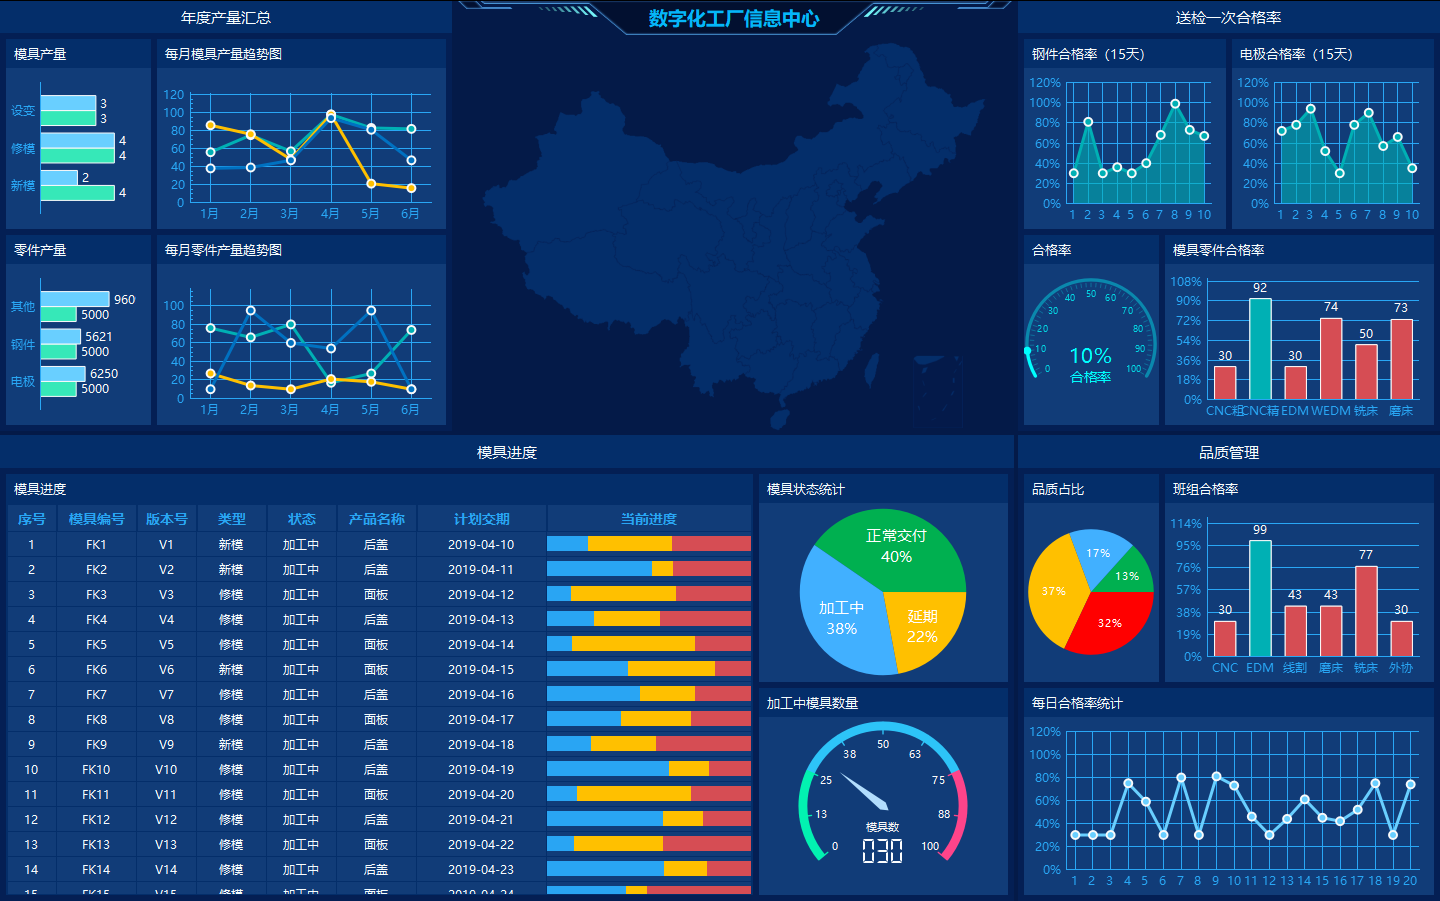 年度产量汇总
数字化工厂信息中心
送检一次合格率
模具产量
设变
3
3
修模
4
4
新模
2
4
每月模具产量趋势图
120
100
80
60
40
20
0
1月 2月 3月 4月 5月 6月
零件产量
其他
960
5000
钢件
5621
5000
电极
6250
5000
每月零件产量趋势图
100
80
60
40
20
0
1月 2月 3月 4月 5月 6月
钢件合格率（15天）
120%
100%
80%
60%
40%
20%
0%
1 2 3 4 5 6 7 8 9 10
电极合格率（15天）
120%
100%
80%
60%
40%
20%
0%
1 2 3 4 5 6 7 8 9 10
合格率
0 10 20 30 40 50 60 70 80 90 100
10%
合格率
模具零件合格率
108%
90%
72%
54%
36%
18%
0%
30 92 30 74 50 73
CNC粗 CNC精 EDM WEDM 铣床 磨床
模具进度
模具进度
序号 模具编号 版本号 类型 状态 产品名称 计划交期 当前进度
1 FK1 V1 新模 加工中 后盖 2019-04-10
2 FK2 V2 新模 加工中 后盖 2019-04-11
3 FK3 V3 修模 加工中 面板 2019-04-12
4 FK4 V4 修模 加工中 后盖 2019-04-13
5 FK5 V5 修模 加工中 面板 2019-04-14
6 FK6 V6 新模 加工中 面板 2019-04-15
7 FK7 V7 修模 加工中 后盖 2019-04-16
8 FK8 V8 修模 加工中 面板 2019-04-17
9 FK9 V9 新模 加工中 后盖 2019-04-18
10 FK10 V10 修模 加工中 后盖 2019-04-19
11 FK11 V11 修模 加工中 面板 2019-04-20
12 FK12 V12 修模 加工中 后盖 2019-04-21
13 FK13 V13 修模 加工中 面板 2019-04-22
14 FK14 V14 修模 加工中 后盖 2019-04-23
15 FK15 V15 修模 加工中 面板 2019-04-24
模具状态统计
正常交付
40%
加工中
38%
延期
22%
加工中模具数量
0 13 25 38 50 63 75 88 100
模具数
030
品质管理
品质占比
17%
13%
37%
32%
班组合格率
114%
95%
76%
57%
38%
19%
0%
30 99 43 43 77 30
CNC EDM 线割 磨床 铣床 外协
每日合格率统计
120%
100%
80%
60%
40%
20%
0%
1 2 3 4 5 6 7 8 9 10 11 12 13 14 15 16 17 18 19 20